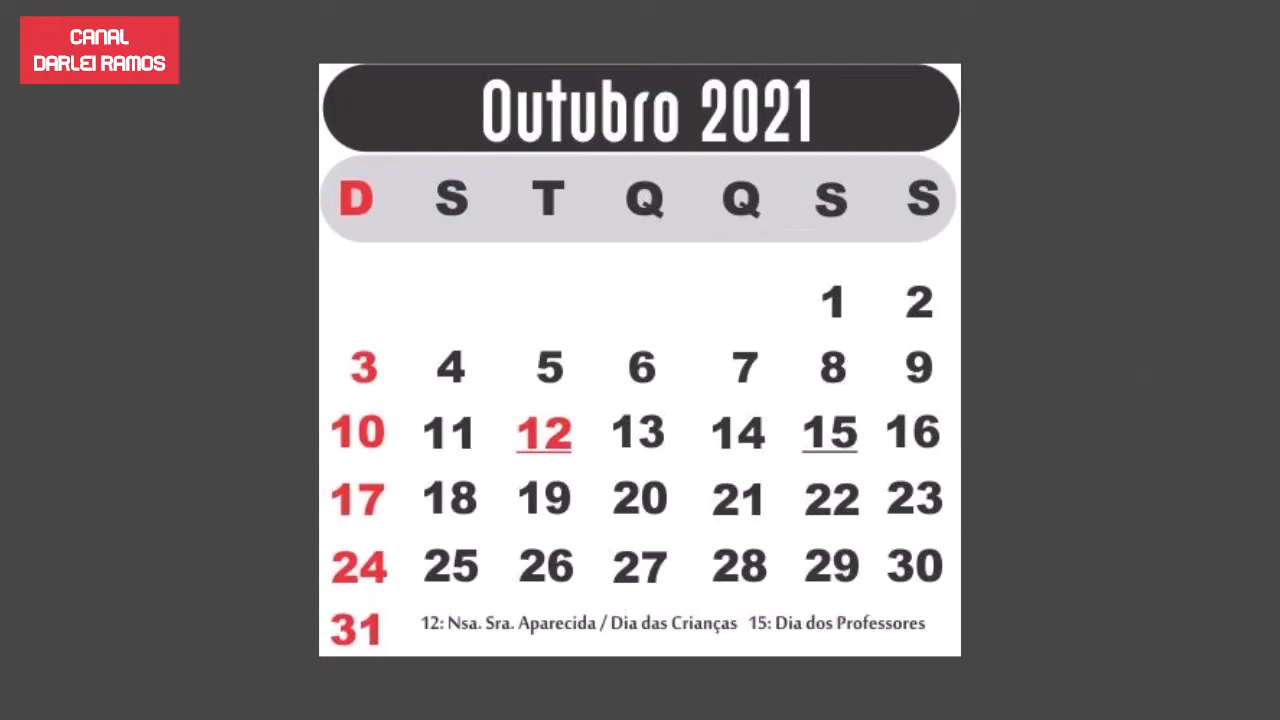 CANAL
DARLEI RAMOS
Outubro 2021
D S T Q Q S S
1 2
3 4 5 6 7 8 9
10 11 12 13 14 15 16
17 18 19 20 21 22 23
24 25 26 27 28 29 30
31 12: Nsa. Sra. Aparecida / Dia das Crianças 15: Dia dos Professores